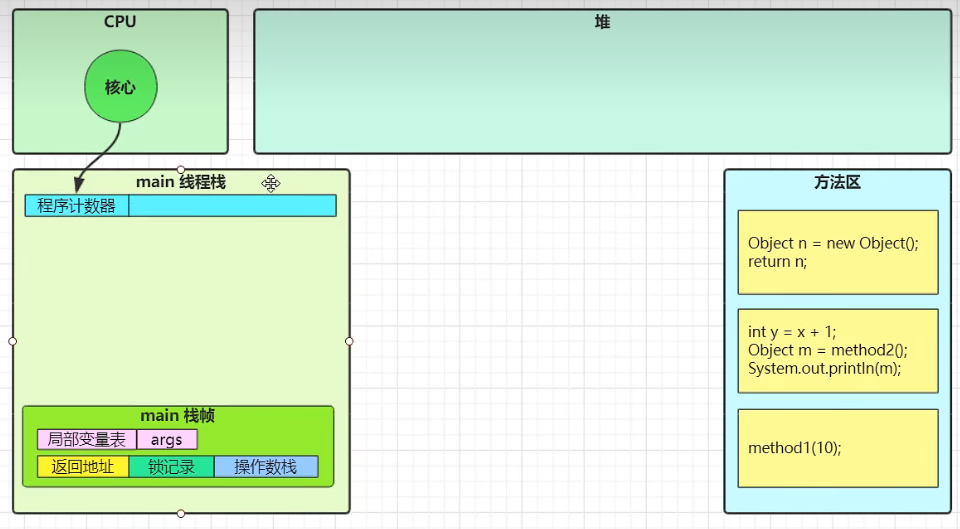 CPU
堆
核心
main 线程栈
程序计数器
main 栈帧
局部变量表 args
返回地址 锁记录 操作数栈
方法区
Object n = new Object();
return n;
int y = x + 1;
Object m = method2();
System.out.println(m);
method1(10);